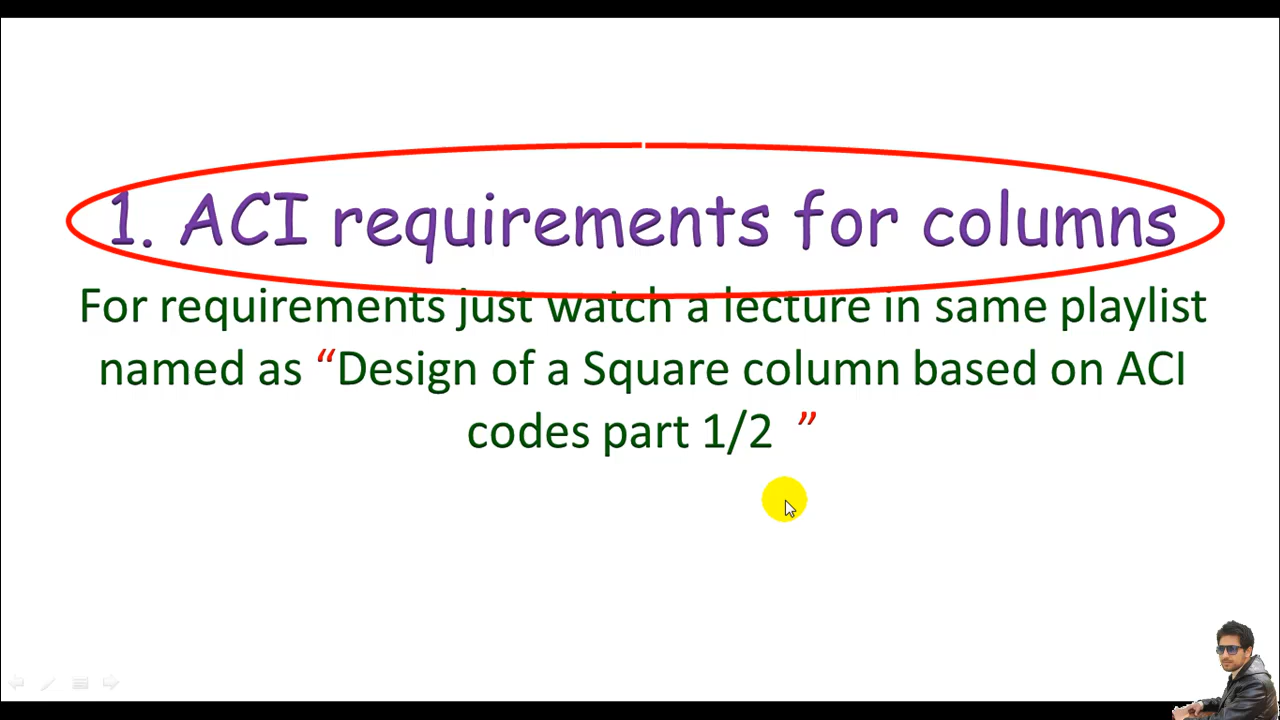 1. ACI requirements for columns
For requirements just watch a lecture in same playlist
named as “Design of a Square column based on ACI
codes part 1/2 ”